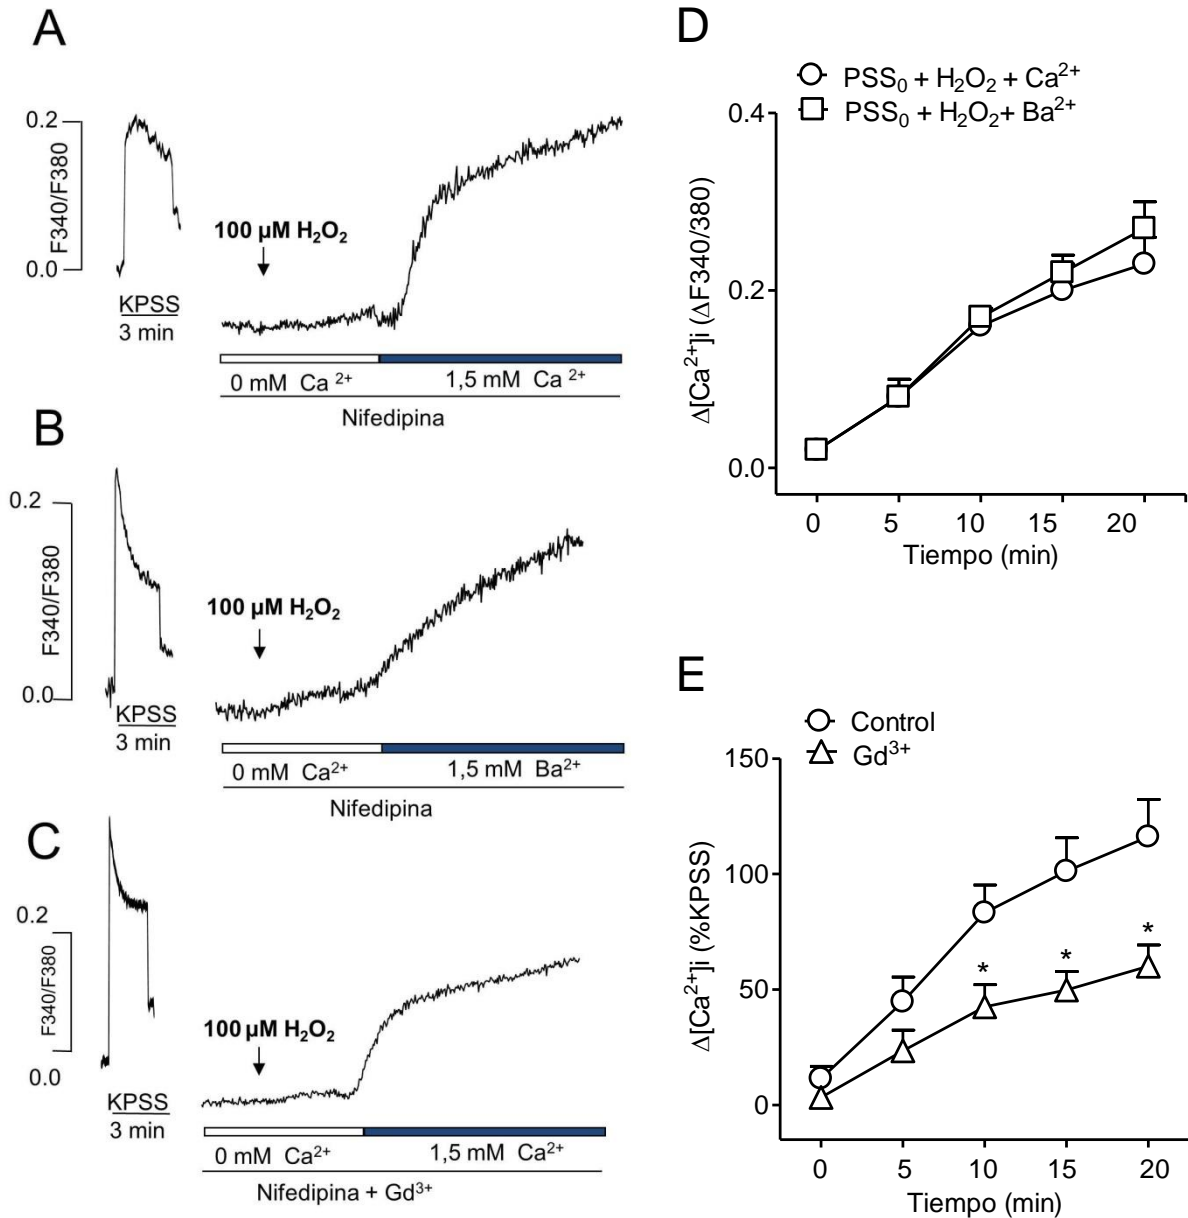 A
0.2
F340/F380
0.0
100 µM H₂O₂
KPSS
3 min
0 mM Ca ²⁺
1,5 mM Ca ²⁺
Nifedipina
B
0.2
F340/F380
0.0
100 µM H₂O₂
KPSS
3 min
0 mM Ca²⁺
1,5 mM Ba²⁺
Nifedipina
C
0.2
F340/F380
0.0
100 µM H₂O₂
KPSS
3 min
0 mM Ca²⁺
1,5 mM Ca²⁺
Nifedipina + Gd³⁺
D
PSS₀ + H₂O₂ + Ca²⁺
PSS₀ + H₂O₂+ Ba²⁺
0.4
0.2
0.0
Δ[Ca²⁺]i (ΔF340/380)
0 5 10 15 20
Tiempo (min)
E
Control
Gd³⁺
150
100
50
0
Δ[Ca²⁺]i (%KPSS)
* * *
0 5 10 15 20
Tiempo (min)